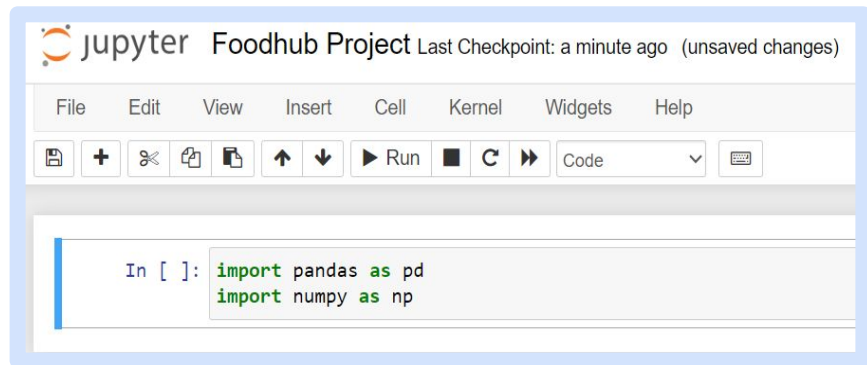 jupyter Foodhub Project Last Checkpoint: a minute ago (unsaved changes)
File Edit View Insert Cell Kernel Widgets Help
Run Code
In [ ]: import pandas as pd
import numpy as np